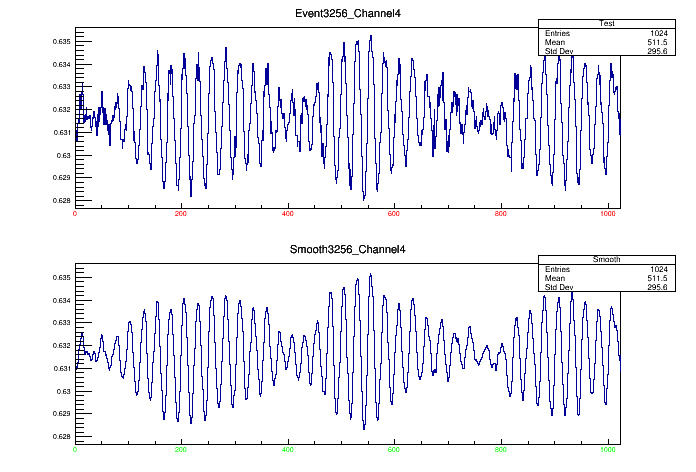 Event3256_Channel4
Test
Entries 1024
Mean 511.5
Std Dev 295.6
0.635
0.634
0.633
0.632
0.631
0.63
0.629
0.628
0 200 400 600 800 1000
Smooth3256_Channel4
Smooth
Entries 1024
Mean 511.5
Std Dev 295.6
0.635
0.634
0.633
0.632
0.631
0.63
0.629
0.628
0 200 400 600 800 1000